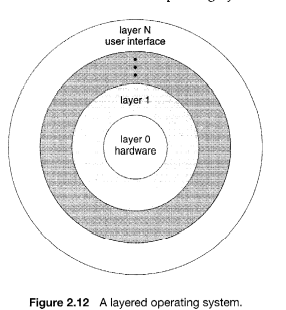 layer N
user interface
layer 1
layer 0
hardware
Figure 2.12 A layered operating system.